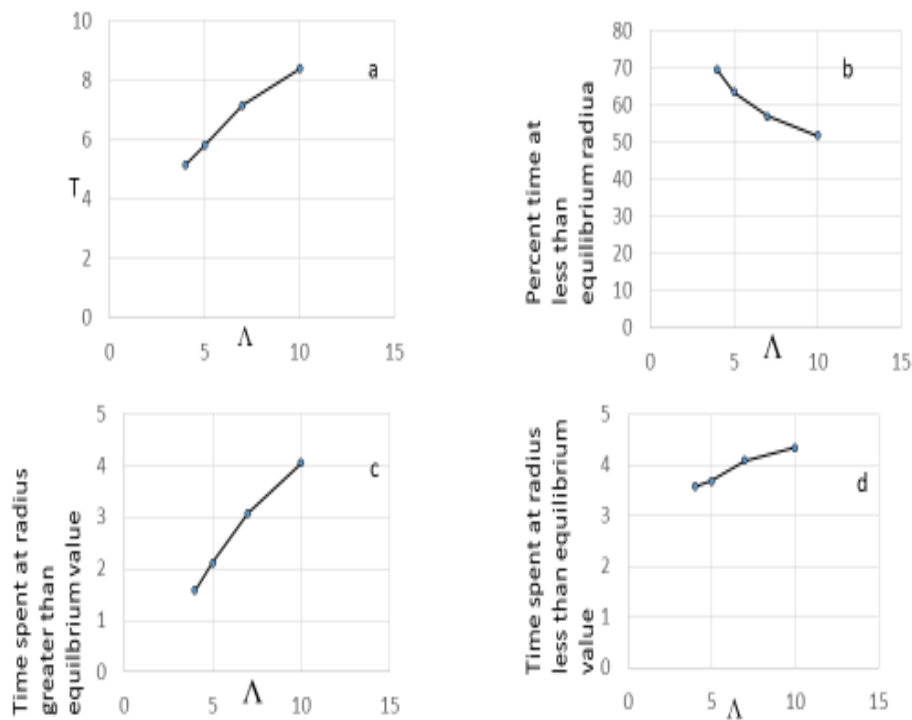 10
8
6
T
4
2
0
a
Λ
0 5 10 15
Percent time at
less than
equilibrium radiua
80
70
60
50
40
30
20
10
0
b
Λ
0 5 10 15
Time spent at radius
greater than
equilbrium value
5
4
3
2
1
0
c
Λ
0 5 10 15
Time spent at radius
less than equilibrium
value
5
4
3
2
1
0
d
Λ
0 5 10 15